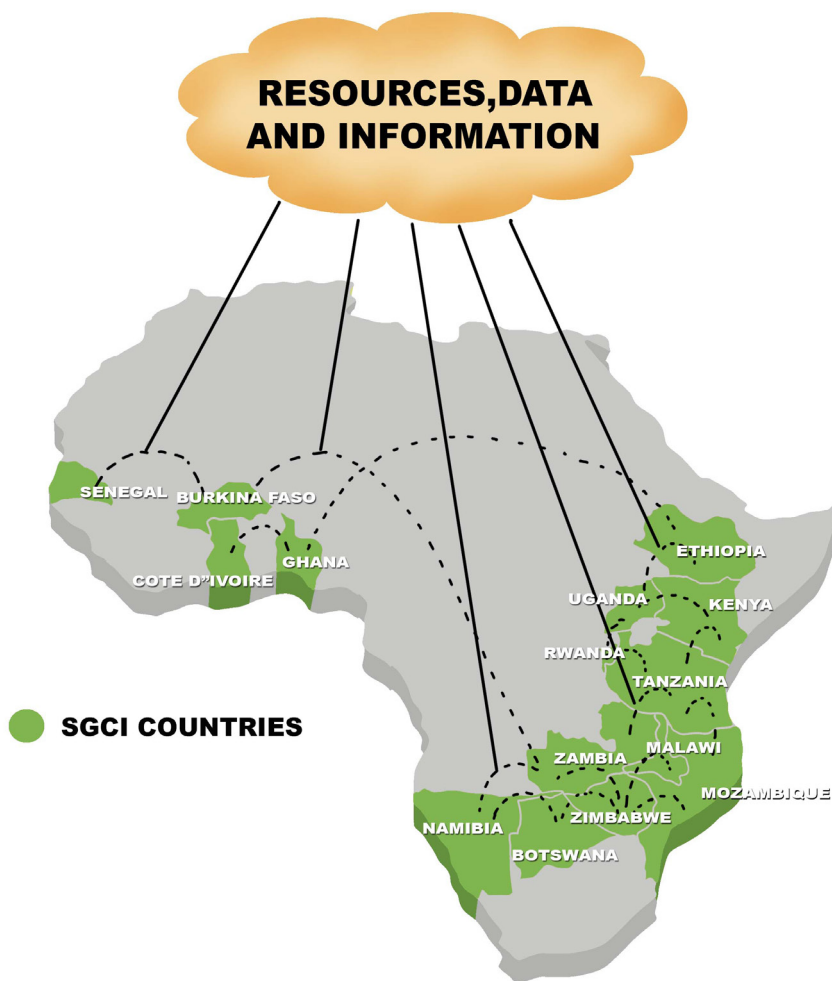 RESOURCES,DATA
AND INFORMATION
SENEGAL
BURKINA FASO
GHANA
COTE D"IVOIRE
ETHIOPIA
UGANDA
KENYA
RWANDA
TANZANIA
SGCI COUNTRIES
MALAWI
ZAMBIA
MOZAMBIQUE
ZIMBABWE
NAMIBIA
BOTSWANA